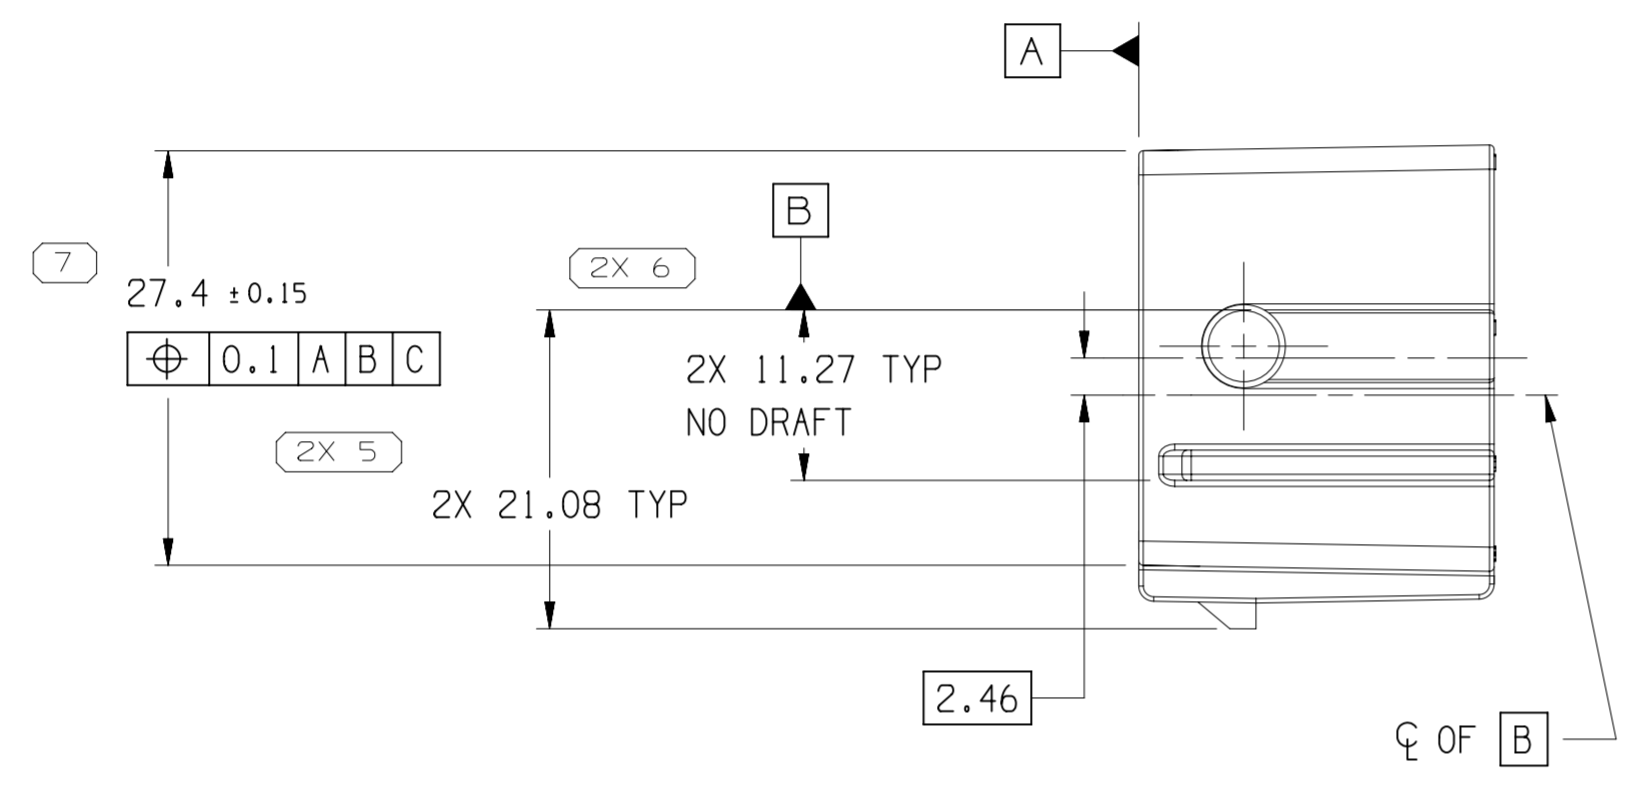 A
B
7
2X 6
27.4 ±0.15
⌖ 0.1 A B C
2X 11.27 TYP
NO DRAFT
2X 5
2X 21.08 TYP
2.46
℄ OF B